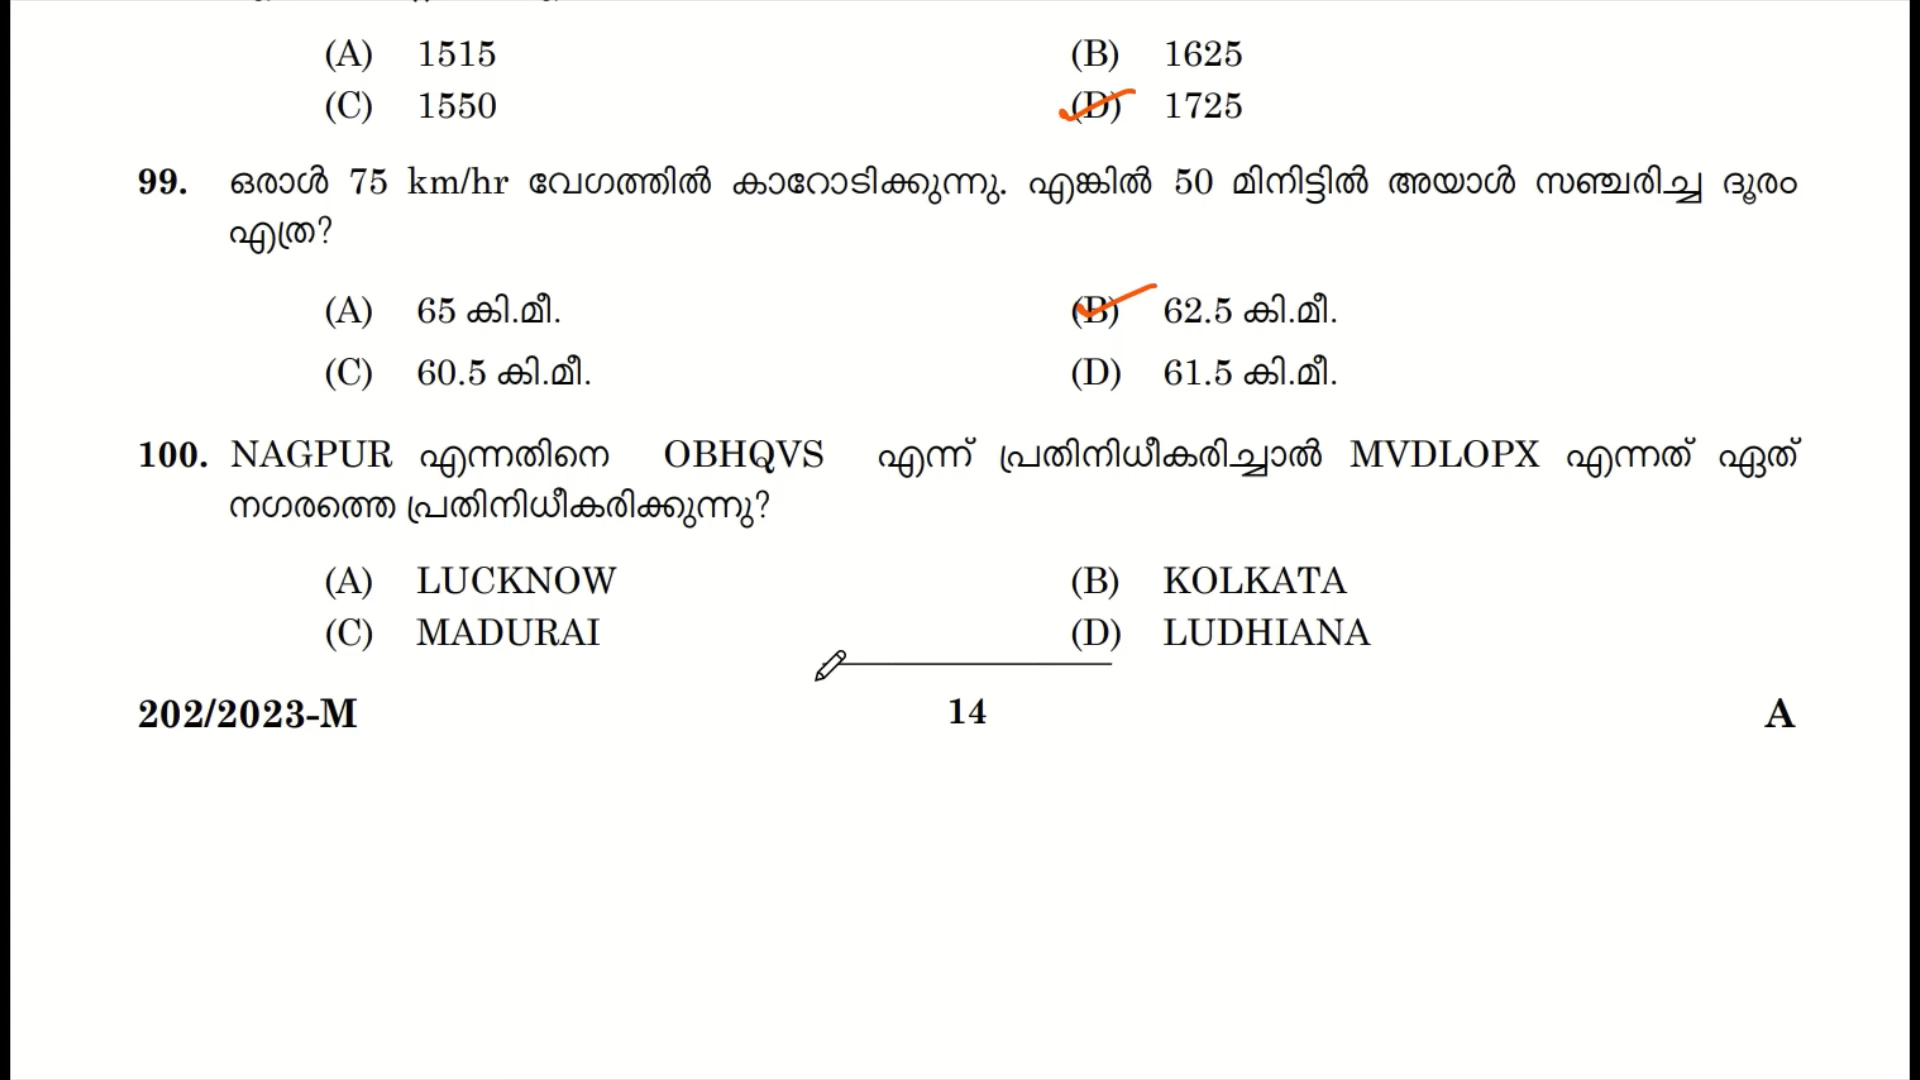 (A) 1515 (B) 1625
(C) 1550 (D) 1725
99. ഒരാൾ 75 km/hr വേഗത്തിൽ കാറോടിക്കുന്നു. എങ്കിൽ 50 മിനിട്ടിൽ അയാൾ സഞ്ചരിച്ച ദൂരം
എത്ര?
(A) 65 കി.മീ. (B) 62.5 കി.മീ.
(C) 60.5 കി.മീ. (D) 61.5 കി.മീ.
100. NAGPUR എന്നതിനെ OBHQVS എന്ന് പ്രതിനിധീകരിച്ചാൽ MVDLOPX എന്നത് ഏത്
നഗരത്തെ പ്രതിനിധീകരിക്കുന്നു?
(A) LUCKNOW (B) KOLKATA
(C) MADURAI (D) LUDHIANA
202/2023-M 14 A